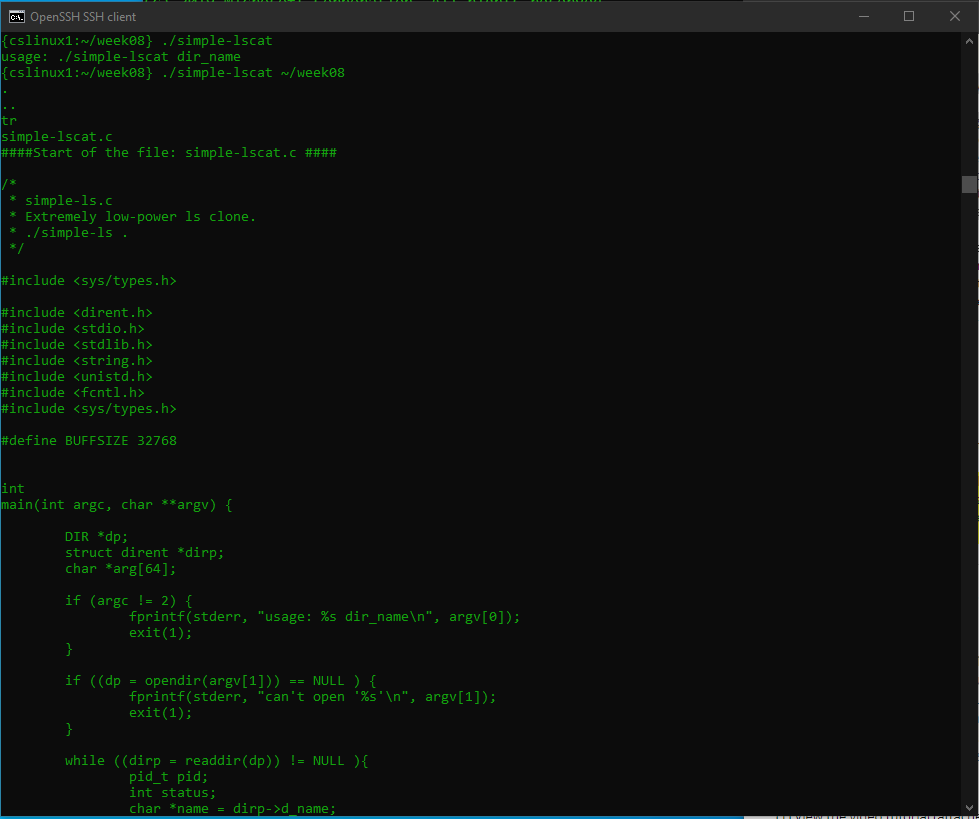 OpenSSH SSH client
{cslinux1:~/week08} ./simple-lscat
usage: ./simple-lscat dir_name
{cslinux1:~/week08} ./simple-lscat ~/week08
.
..
tr
simple-lscat.c
####Start of the file: simple-lscat.c ####

/*
 * simple-ls.c
 * Extremely low-power ls clone.
 * ./simple-ls .
 */

#include <sys/types.h>

#include <dirent.h>
#include <stdio.h>
#include <stdlib.h>
#include <string.h>
#include <unistd.h>
#include <fcntl.h>
#include <sys/types.h>

#define BUFFSIZE 32768


int
main(int argc, char **argv) {

        DIR *dp;
        struct dirent *dirp;
        char *arg[64];

        if (argc != 2) {
                fprintf(stderr, "usage: %s dir_name\n", argv[0]);
                exit(1);
        }

        if ((dp = opendir(argv[1])) == NULL ) {
                fprintf(stderr, "can't open '%s'\n", argv[1]);
                exit(1);
        }

        while ((dirp = readdir(dp)) != NULL ){
                pid_t pid;
                int status;
                char *name = dirp->d_name;